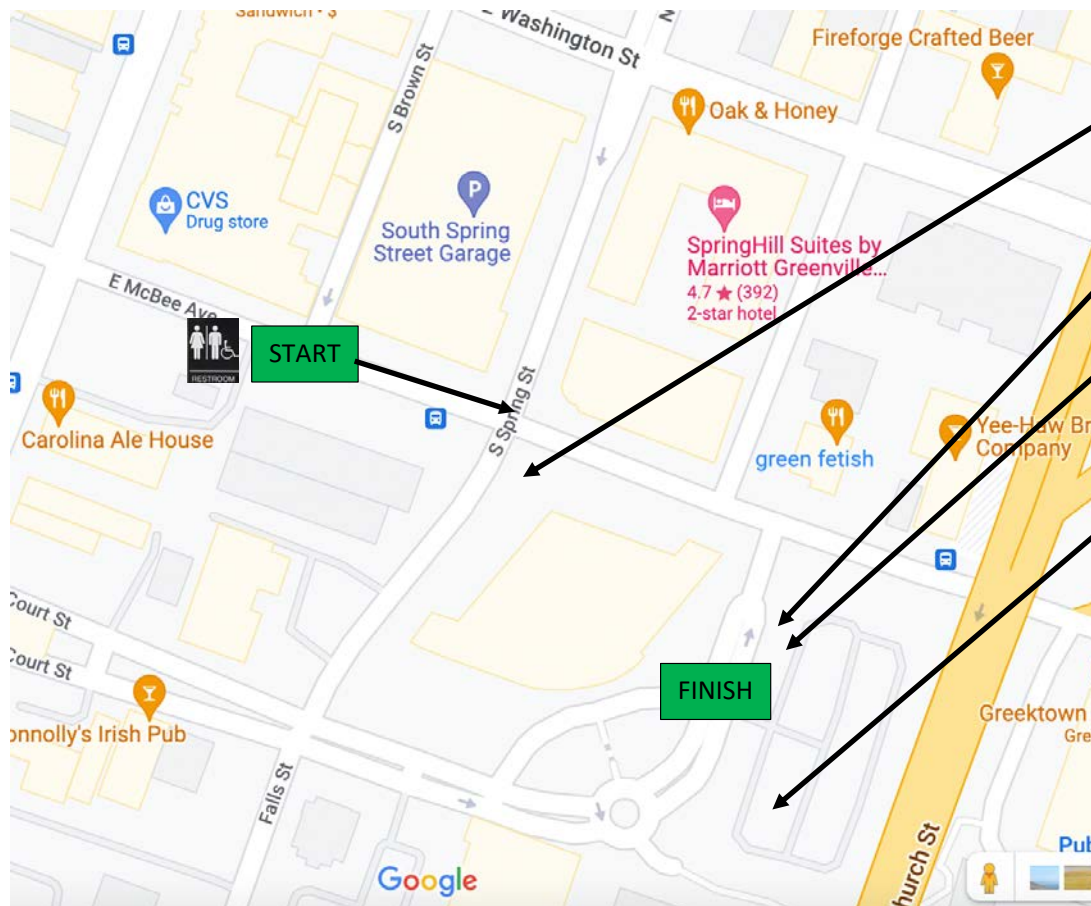 Sandwich • $
E Washington St
N
Fireforge Crafted Beer
S Brown St
Oak & Honey
CVS
Drug store
P
South Spring
Street Garage
SpringHill Suites by
Marriott Greenville...
4.7 ★ (392)
2-star hotel
E McBee Ave
RESTROOM
START
S Spring St
Carolina Ale House
green fetish
Yee-Haw Br
Company
Court St
Court St
FINISH
onnolly's Irish Pub
Greektown
Gre
Falls St
hurch St
Pub
Google